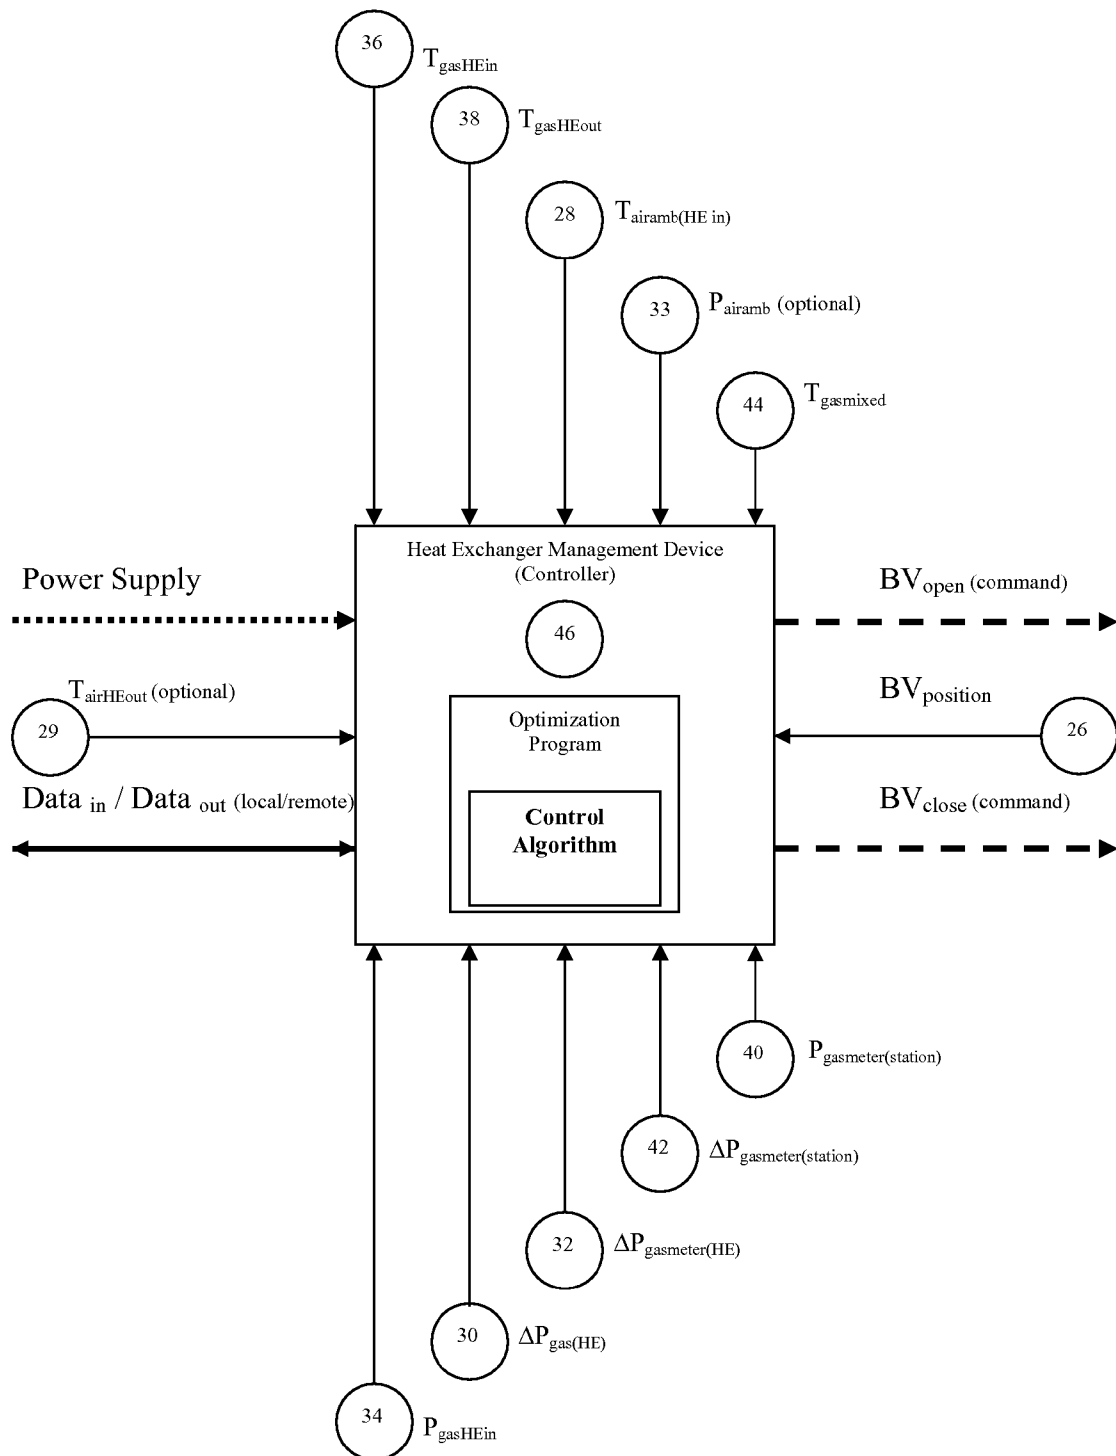 36
TgasHEin
38
TgasHEout
28
Tairamb(HE in)
33
Pairamb (optional)
44
Tgasmixed
Heat Exchanger Management Device
(Controller)
Power Supply
BVopen (command)
46
TairHEout (optional)
29
BVposition
26
Optimization
Program
Data in / Data out (local/remote)
BVclose (command)
Control
Algorithm
40
Pgasmeter(station)
42
ΔPgasmeter(station)
32
ΔPgasmeter(HE)
30
ΔPgas(HE)
34
PgasHEin